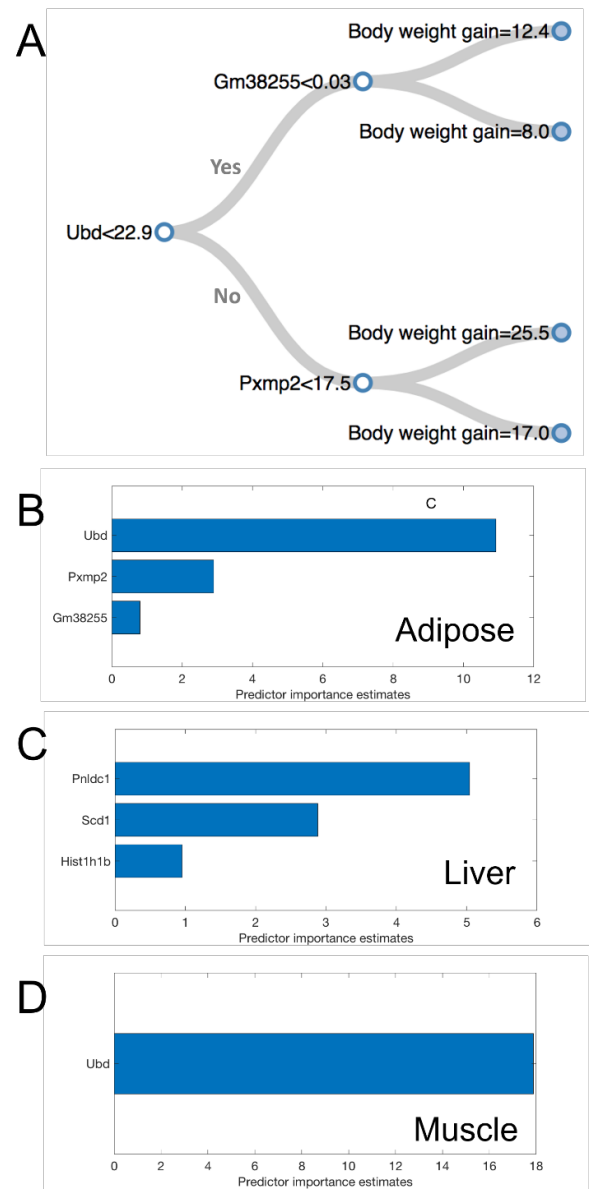 A
Body weight gain=12.4
Gm38255<0.03
Body weight gain=8.0
Yes
Ubd<22.9
No
Body weight gain=25.5
Pxmp2<17.5
Body weight gain=17.0
B
C
Ubd
Pxmp2
Gm38255
Adipose
0 2 4 6 8 10 12
Predictor importance estimates
C
Pnldc1
Scd1
Hist1h1b
Liver
0 1 2 3 4 5 6
Predictor importance estimates
D
Ubd
Muscle
0 2 4 6 8 10 12 14 16 18
Predictor importance estimates